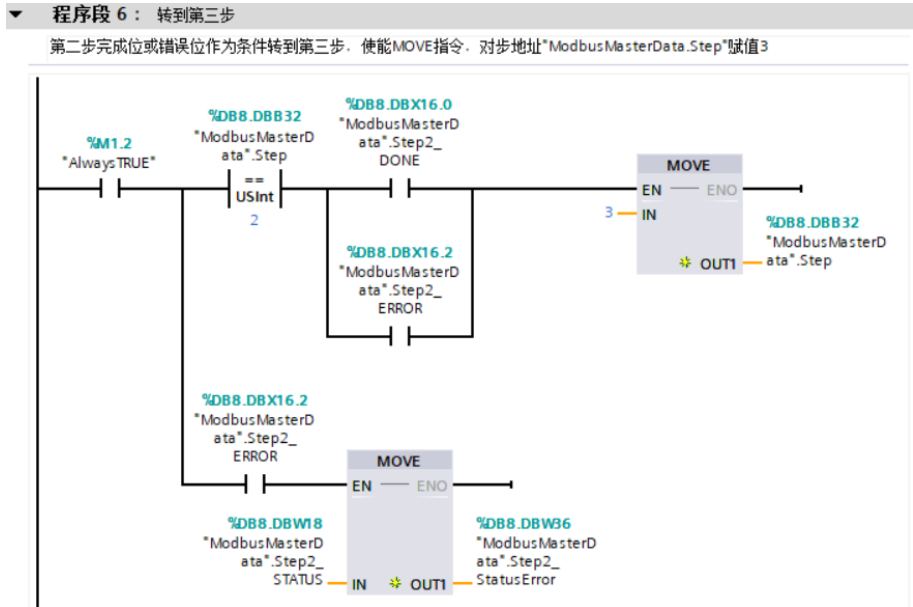 程序段 6： 转到第三步
第二步完成位或错误位作为条件转到第三步．使能MOVE指令．对步地址"ModbusMasterData.Step"赋值3
%M1.2
"AlwaysTRUE"
%DB8.DBB32
"ModbusMasterD
ata".Step
==
USInt
2
%DB8.DBX16.0
"ModbusMasterD
ata".Step2_
DONE
%DB8.DBX16.2
"ModbusMasterD
ata".Step2_
ERROR
MOVE
EN
ENO
3
IN
OUT1
%DB8.DBB32
"ModbusMasterD
ata".Step
%DB8.DBX16.2
"ModbusMasterD
ata".Step2_
ERROR
MOVE
EN
ENO
%DB8.DBW18
"ModbusMasterD
ata".Step2_
STATUS
IN
OUT1
%DB8.DBW36
"ModbusMasterD
ata".Step2_
StatusError